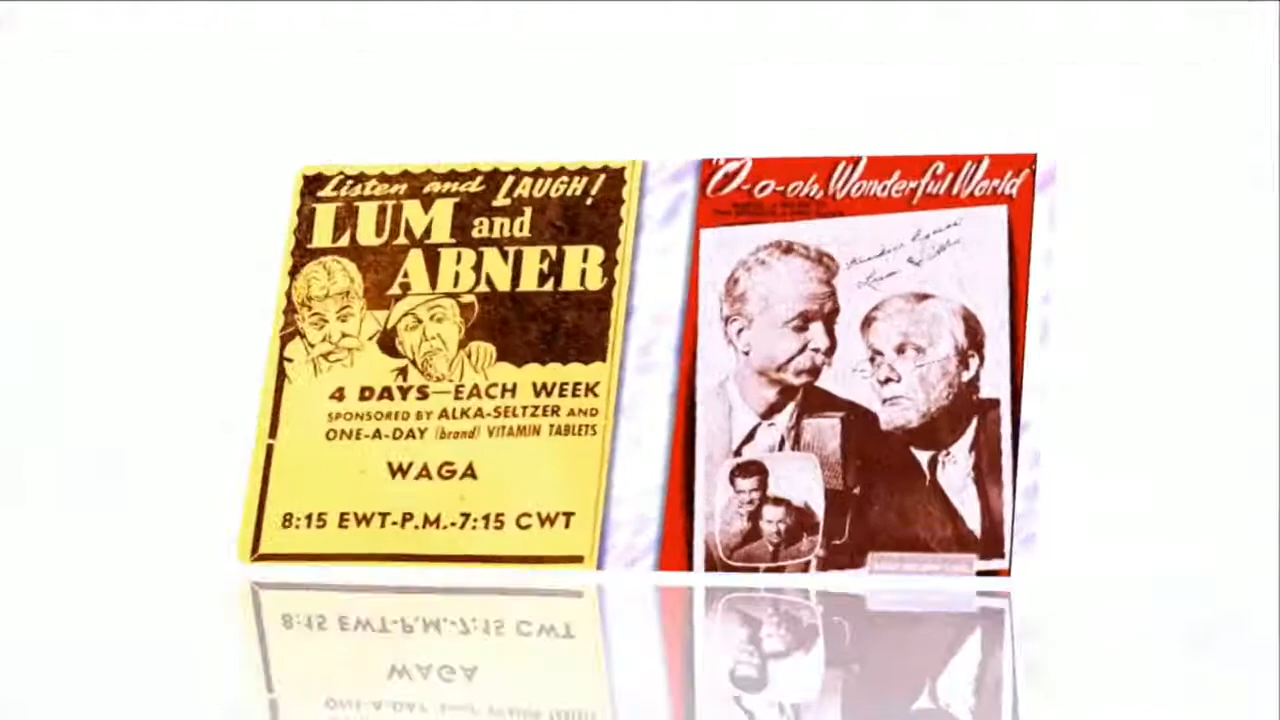 Listen and LAUGH!
LUM and
ABNER
4 DAYS—EACH WEEK
SPONSORED BY ALKA-SELTZER AND
ONE-A-DAY (brand) VITAMIN TABLETS
WAGA
8:15 EWT-P.M.-7:15 CWT
"O-o-oh, Wonderful World